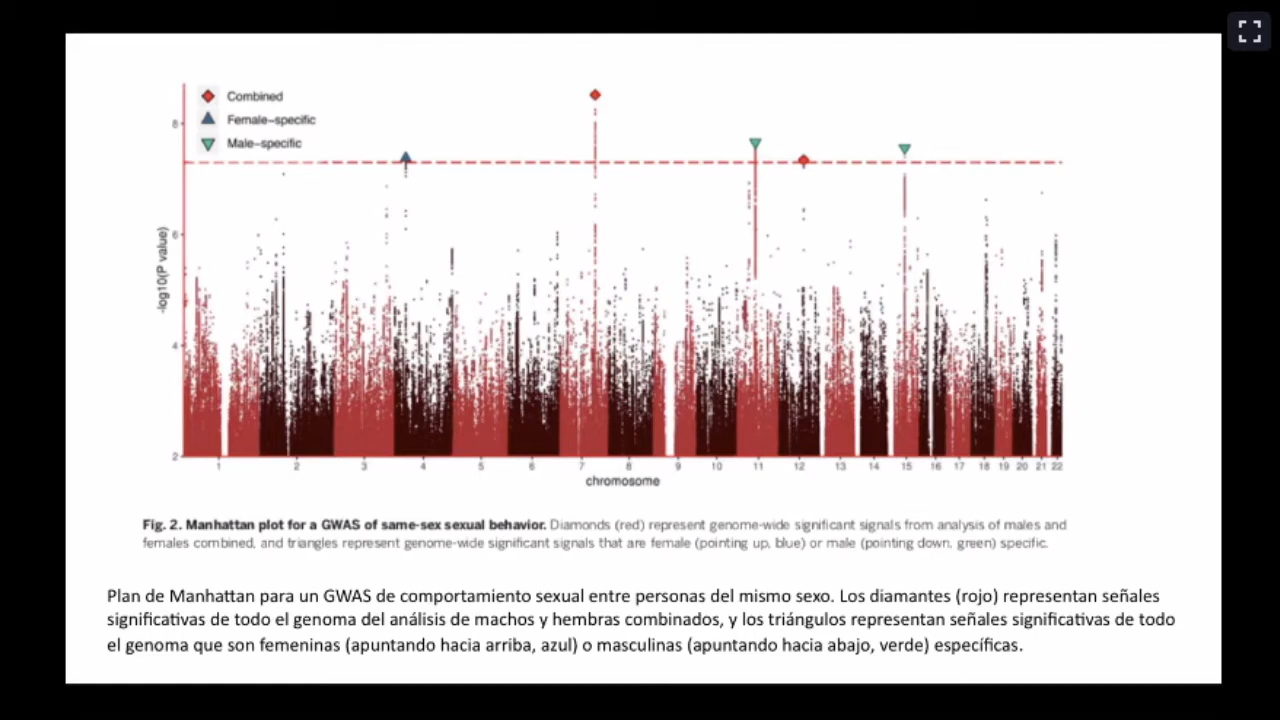 Combined
Female-specific
Male-specific
8
6
4
2
-log10(P value)
1 2 3 4 5 6 7 8 9 10 11 12 13 14 15 16 17 18 19 20 21 22
chromosome
Fig. 2. Manhattan plot for a GWAS of same-sex sexual behavior. Diamonds (red) represent genome-wide significant signals from analysis of males and
females combined, and triangles represent genome-wide significant signals that are female (pointing up, blue) or male (pointing down, green) specific.
Plan de Manhattan para un GWAS de comportamiento sexual entre personas del mismo sexo. Los diamantes (rojo) representan señales
significativas de todo el genoma del análisis de machos y hembras combinados, y los triángulos representan señales significativas de todo
el genoma que son femeninas (apuntando hacia arriba, azul) o masculinas (apuntando hacia abajo, verde) específicas.